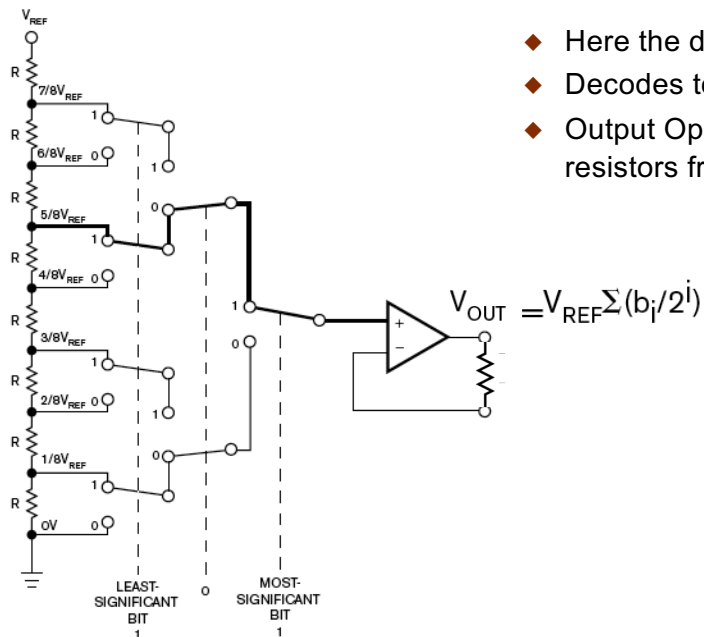 V_REF
◆ Here the d
◆ Decodes to
◆ Output Op
resistors fr
R
7/8V_REF
1
R
6/8V_REF 0
1
R
0
5/8V_REF
1
R
4/8V_REF 0
1
V_OUT = V_REF Σ(b_i/2^i)
+
−
R
3/8V_REF
0
1
R
2/8V_REF 0
1
R
1/8V_REF
0
1
R
0V 0
LEAST-
SIGNIFICANT
BIT
1
0
MOST-
SIGNIFICANT
BIT
1